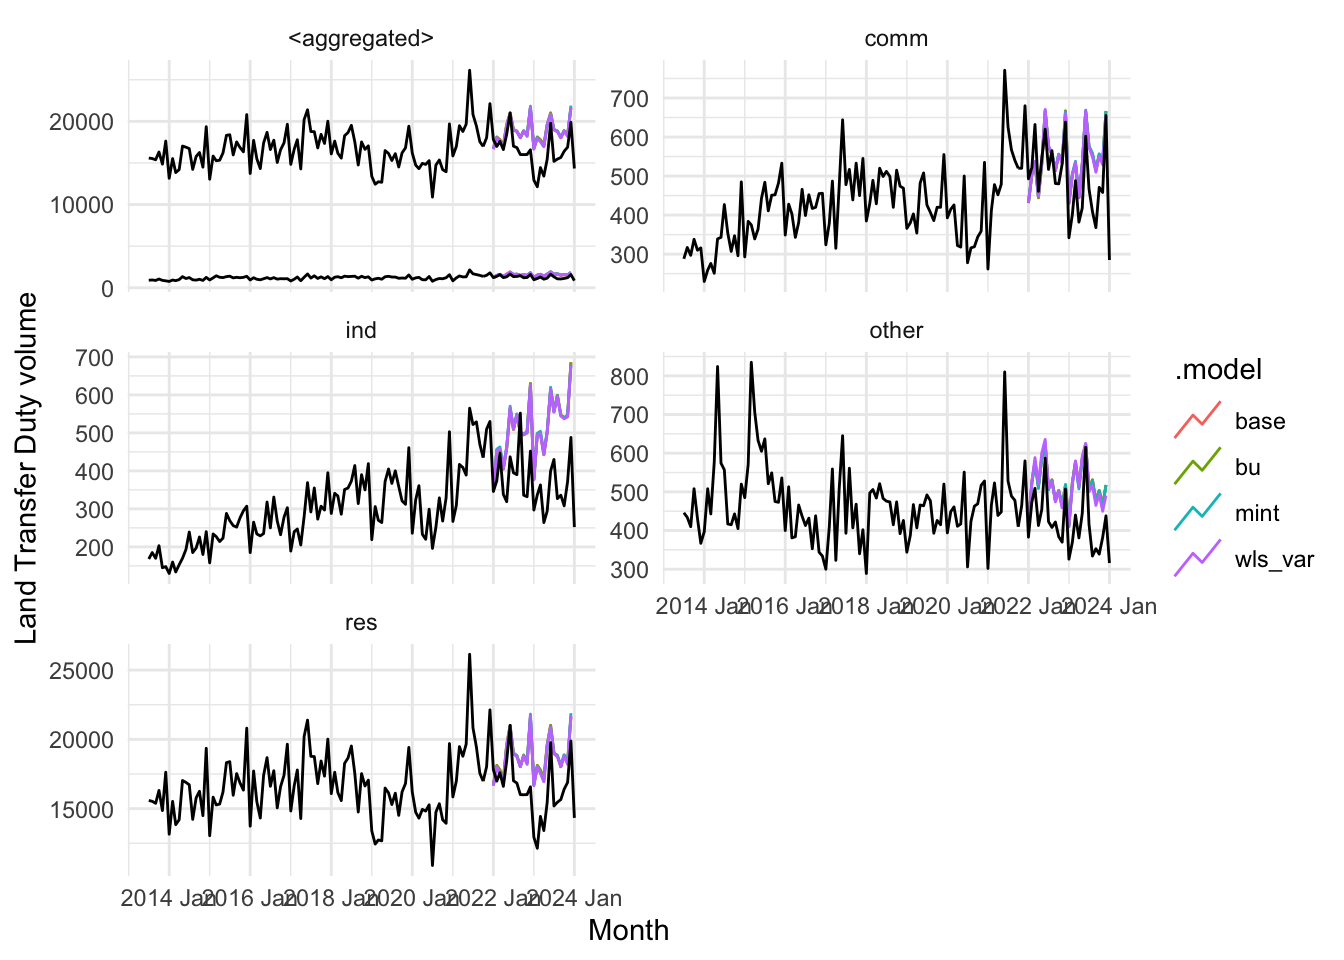 <aggregated>
comm
20000
10000
0
700
600
500
400
300
ind
other
700
600
500
400
300
200
800
700
600
500
400
300
2014 Jan
2016 Jan
2018 Jan
2020 Jan
2022 Jan
2024 Jan
res
25000
20000
15000
2014 Jan
2016 Jan
2018 Jan
2020 Jan
2022 Jan
2024 Jan
Month
Land Transfer Duty volume
.model
base
bu
mint
wls_var